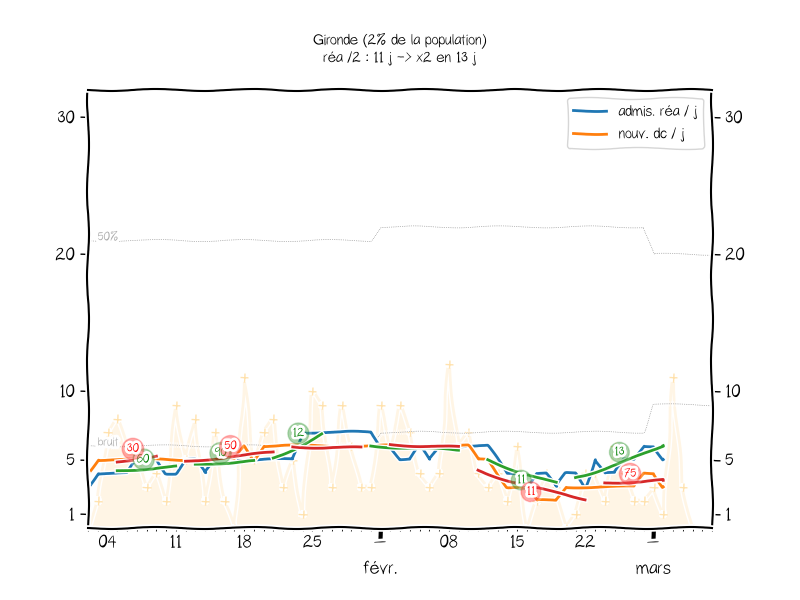 Gironde (2% de la population)
réa /2 : 11 j -> x2 en 13 j
30 30
admis. réa / j
nouv. dc / j
50%
20 20
10 10
bruit
12
30
60
50
13
75
11
11
5 5
1 1
04 11 18 25 08 15 22
févr. mars